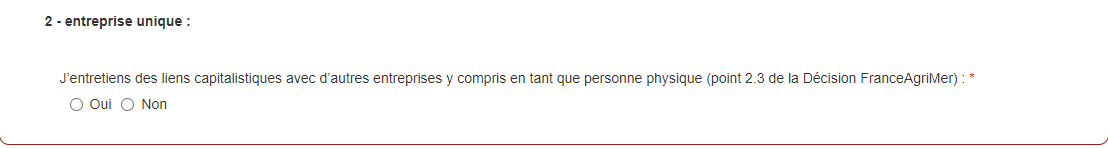 2 - entreprise unique :
J'entretiens des liens capitalistiques avec d'autres entreprises y compris en tant que personne physique (point 2.3 de la Décision FranceAgriMer) : *
Oui Non